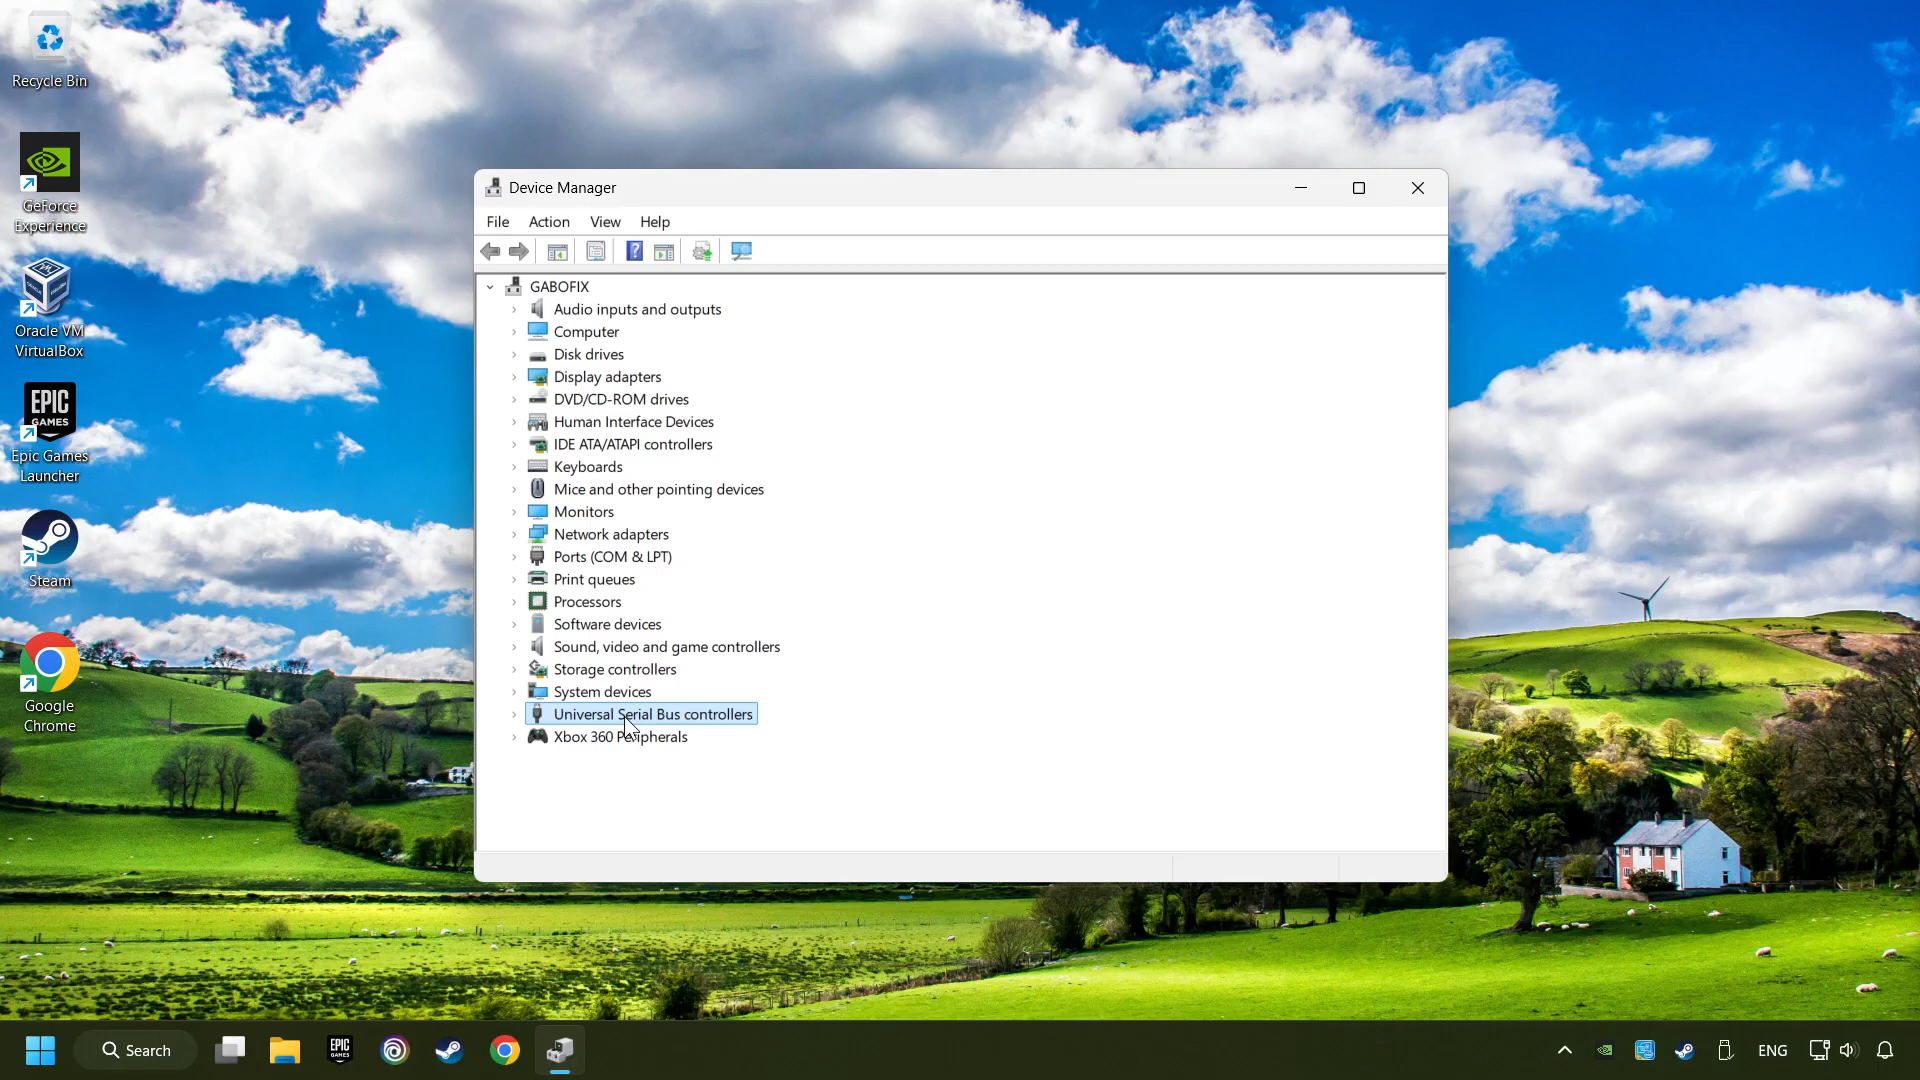 Recycle Bin
GeForce
Experience
Oracle VM
VirtualBox
EPIC
GAMES
Epic Games
Launcher
Steam
Google
Chrome
Device Manager
File Action View Help
GABOFIX
Audio inputs and outputs
Computer
Disk drives
Display adapters
DVD/CD-ROM drives
Human Interface Devices
IDE ATA/ATAPI controllers
Keyboards
Mice and other pointing devices
Monitors
Network adapters
Ports (COM & LPT)
Print queues
Processors
Software devices
Sound, video and game controllers
Storage controllers
System devices
Universal Serial Bus controllers
Xbox 360 Peripherals
Search
EPIC
GAMES
ENG